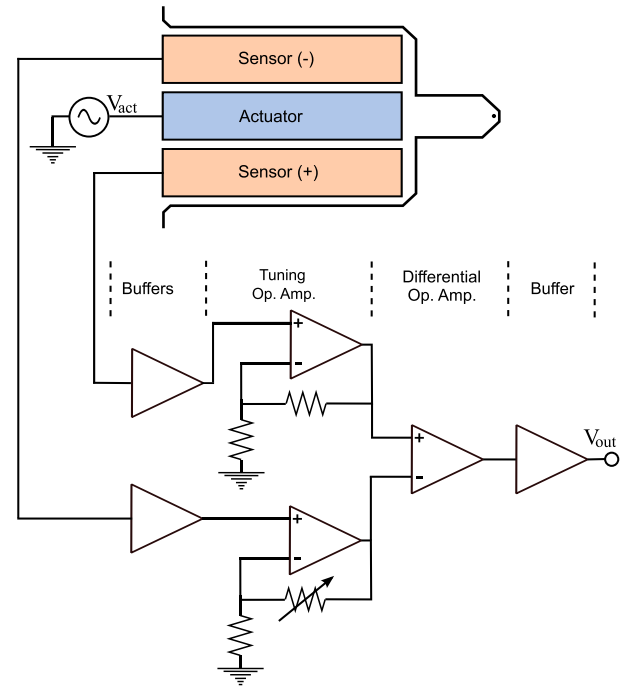 Sensor (-)
Vact
Actuator
Sensor (+)
Buffers
Tuning
Op. Amp.
Differential
Op. Amp.
Buffer
+
-
+
-
Vout
+
-